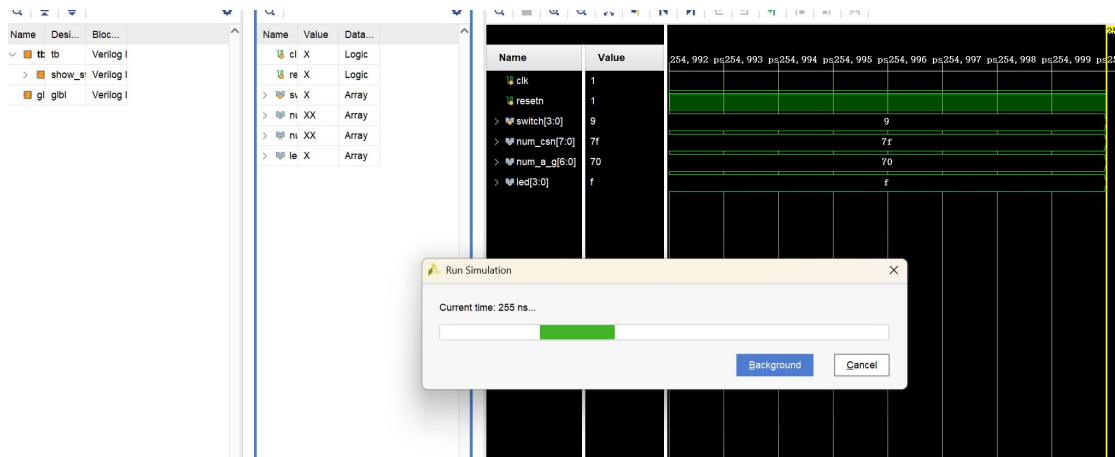 Name Desi... Bloc...
tb tb Verilog
show_s Verilog
gl glbl Verilog
Name Value Data...
cl X Logic
re X Logic
X Array
XX Array
XX Array
le X Array
Name Value
254,992 ps 254,993 ps 254,994 ps 254,995 ps 254,996 ps 254,997 ps 254,998 ps 254,999 ps
clk 1
resetn 1
switch[3:0] 9 9
num_csn[7:0] 7f 7f
num_a_g[6:0] 70 70
led[3:0] f f
Run Simulation
Current time: 255 ns...
Background Cancel